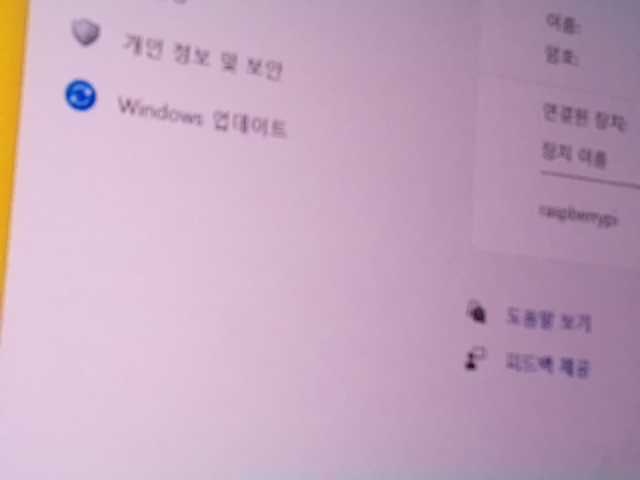 개인 정보 및 보안
Windows 업데이트
이름:
암호:
연결된 장치:
장치 이름
raspberrypi
도움말 보기
피드백 제공